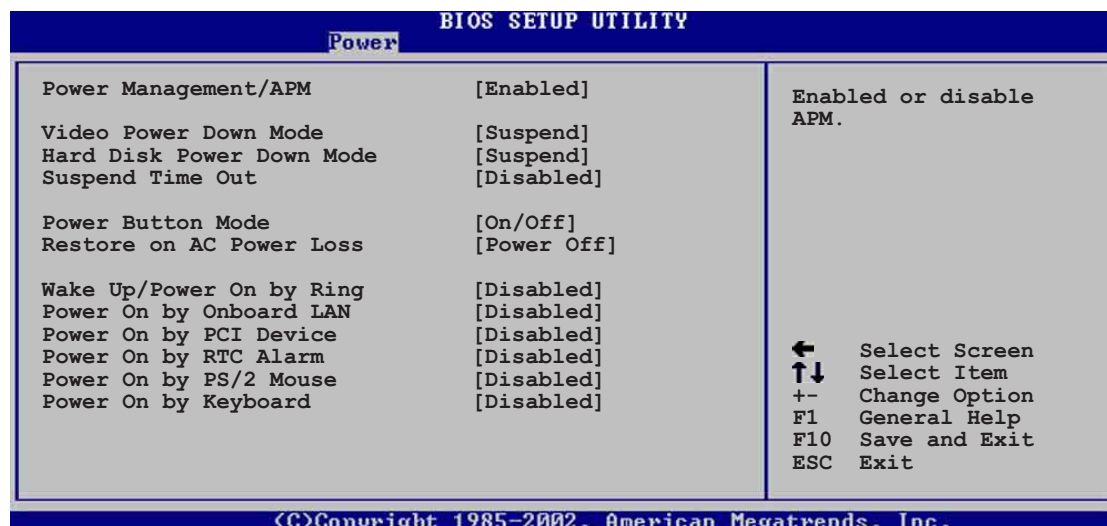 BIOS SETUP UTILITY
Power
Power Management/APM [Enabled]
Video Power Down Mode [Suspend]
Hard Disk Power Down Mode [Suspend]
Suspend Time Out [Disabled]
Power Button Mode [On/Off]
Restore on AC Power Loss [Power Off]
Wake Up/Power On by Ring [Disabled]
Power On by Onboard LAN [Disabled]
Power On by PCI Device [Disabled]
Power On by RTC Alarm [Disabled]
Power On by PS/2 Mouse [Disabled]
Power On by Keyboard [Disabled]
Enabled or disable
APM.
← Select Screen
↑↓ Select Item
+- Change Option
F1 General Help
F10 Save and Exit
ESC Exit
(C)Copyright 1985-2002, American Megatrends, Inc.